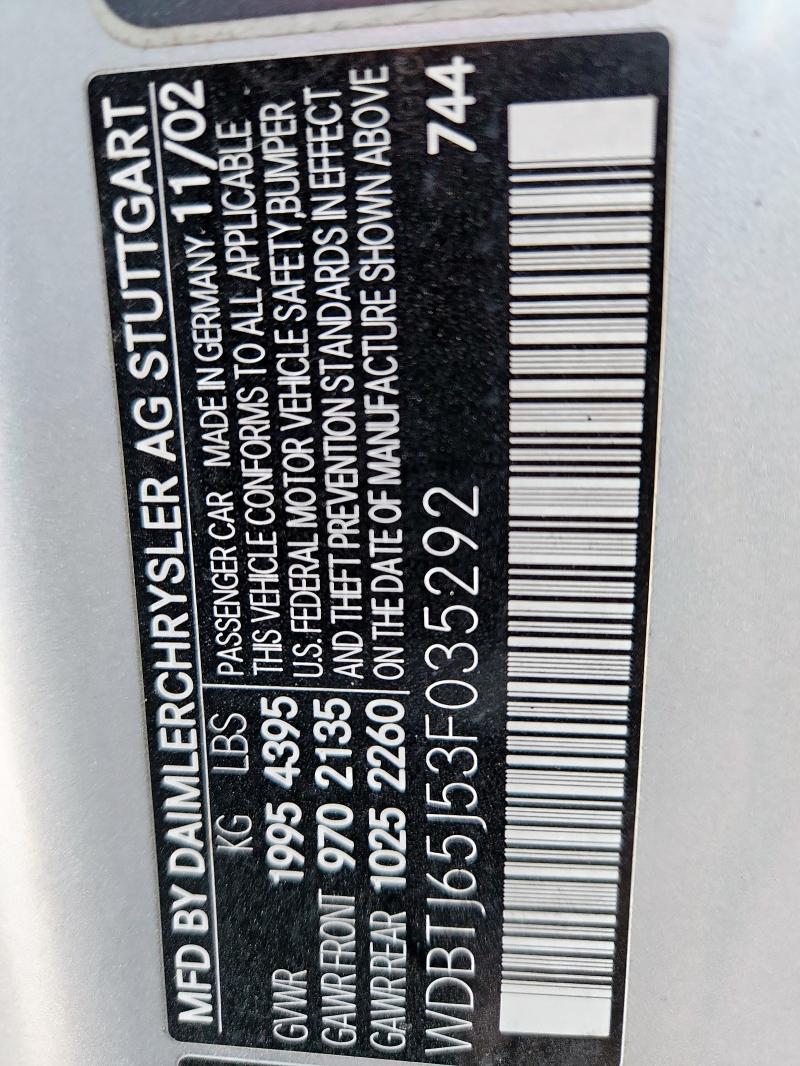 MFD BY DAIMLERCHRYSLER AG STUTTGART
KG LBS PASSENGER CAR MADE IN GERMANY 11/02
GVWR 1995 4395 THIS VEHICLE CONFORMS TO ALL APPLICABLE
U.S. FEDERAL MOTOR VEHICLE SAFETY,BUMPER
GAWR FRONT 970 2135 AND THEFT PREVENTION STANDARDS IN EFFECT
GAWR REAR 1025 2260 ON THE DATE OF MANUFACTURE SHOWN ABOVE
WDBTJ65J53F035292 744